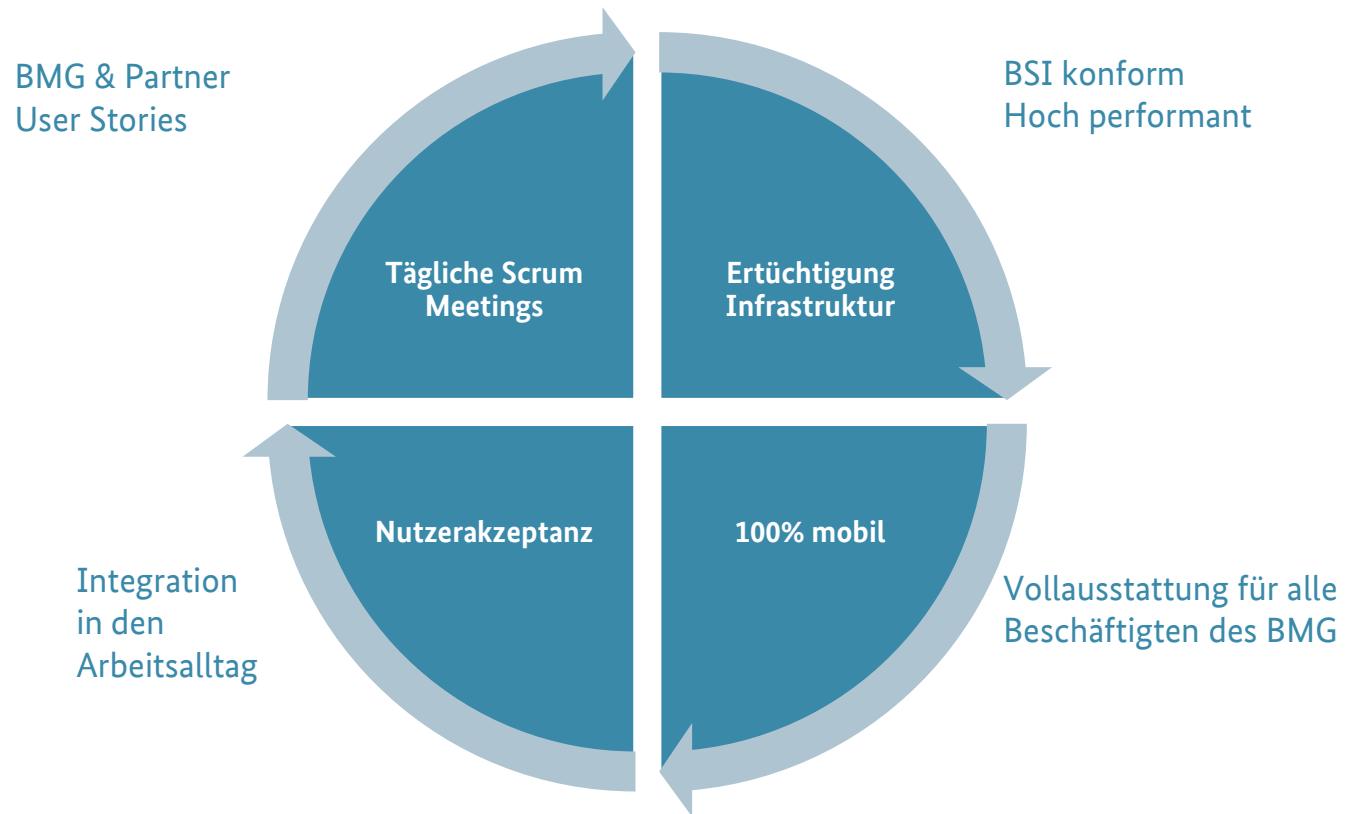 BMG & Partner
User Stories
BSI konform
Hoch performant
Tägliche Scrum
Meetings
Ertüchtigung
Infrastruktur
Nutzerakzeptanz
100% mobil
Integration
in den
Arbeitsalltag
Vollausstattung für alle
Beschäftigten des BMG